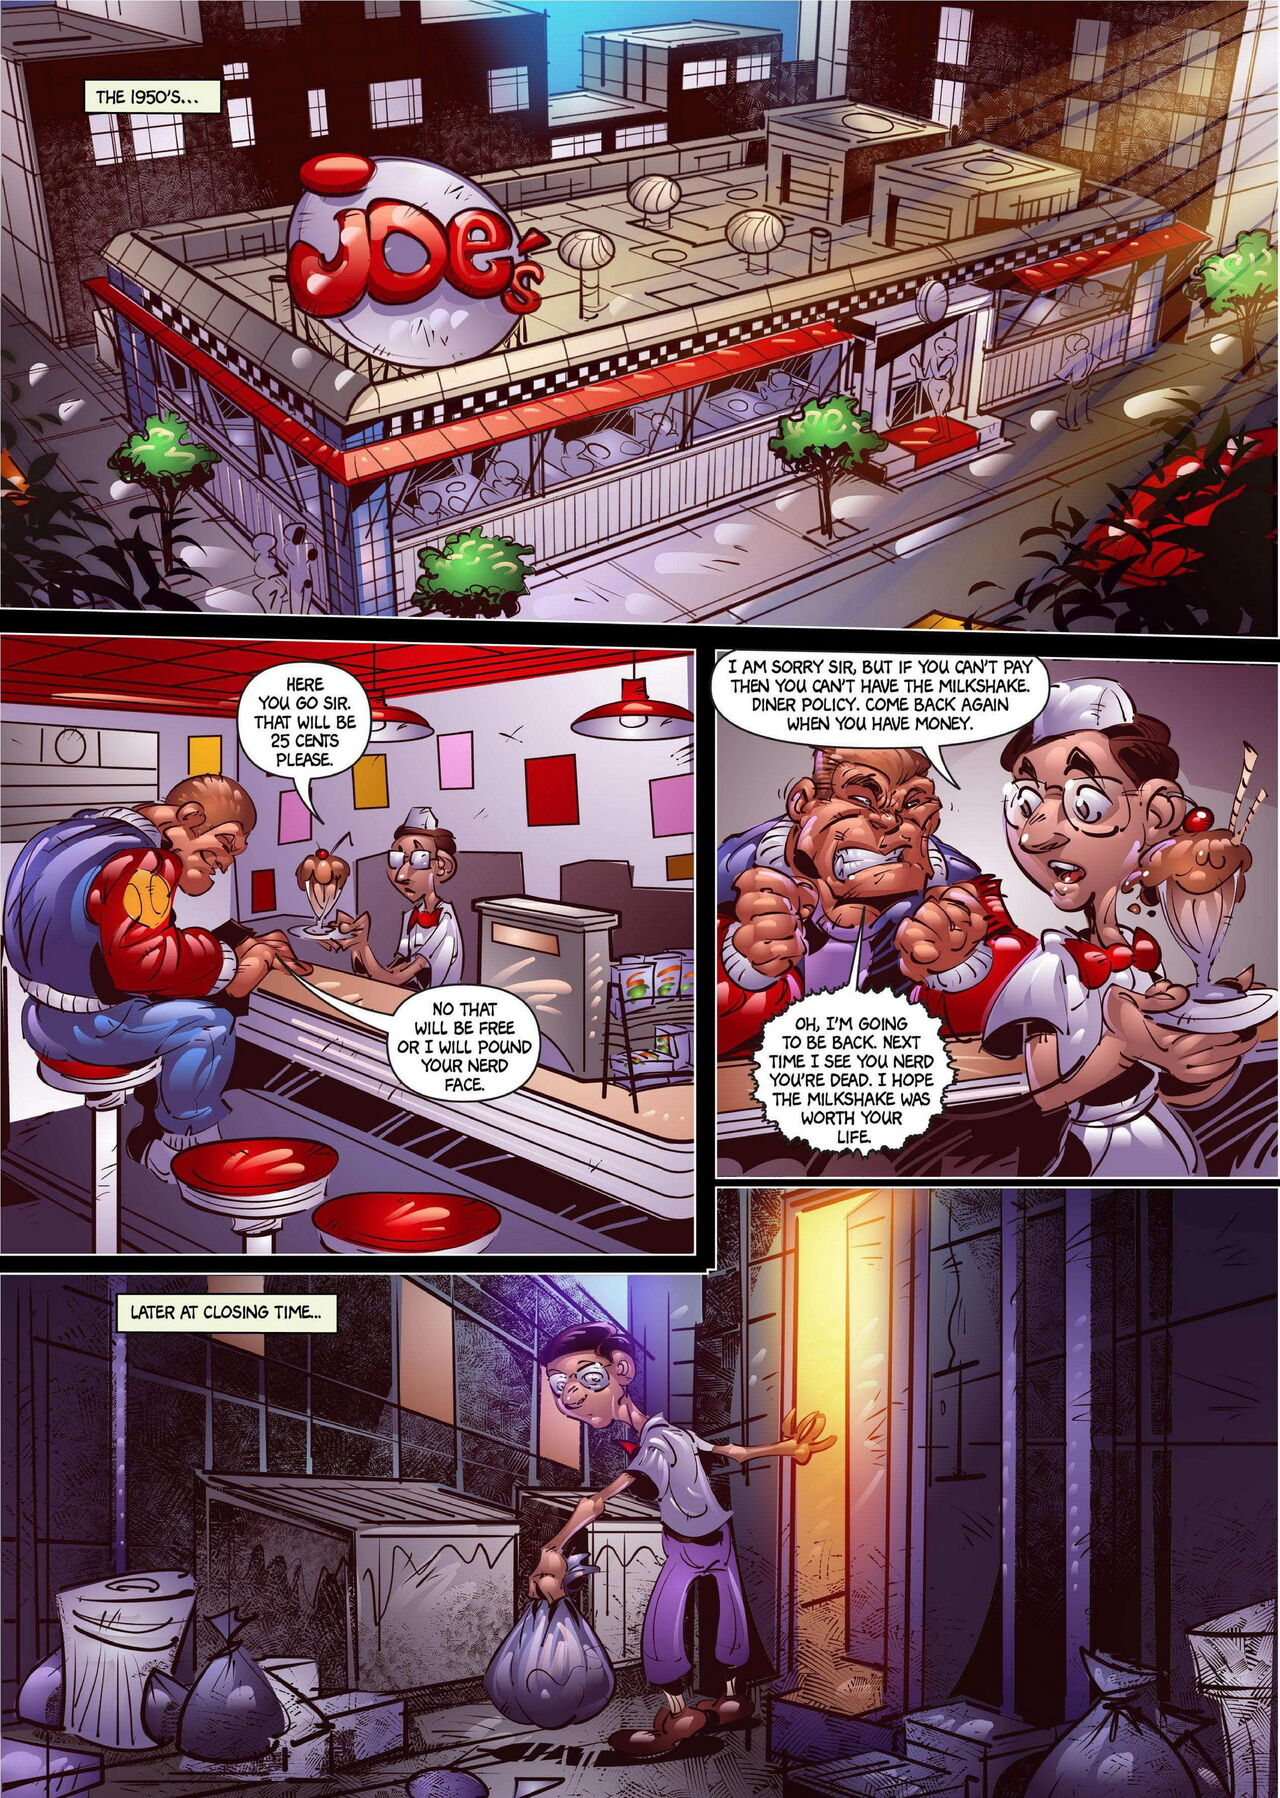 THE 1950'S...
JOE'S
HERE
YOU GO SIR.
THAT WILL BE
25 CENTS
PLEASE.
101
NO THAT
WILL BE FREE
OR I WILL POUND
YOUR NERD
FACE.
I AM SORRY SIR, BUT IF YOU CAN'T PAY
THEN YOU CAN'T HAVE THE MILKSHAKE.
DINER POLICY. COME BACK AGAIN
WHEN YOU HAVE MONEY.
OH, I'M GOING
TO BE BACK. NEXT
TIME I SEE YOU NERD
YOU'RE DEAD. I HOPE
THE MILKSHAKE WAS
WORTH YOUR
LIFE.
LATER AT CLOSING TIME...